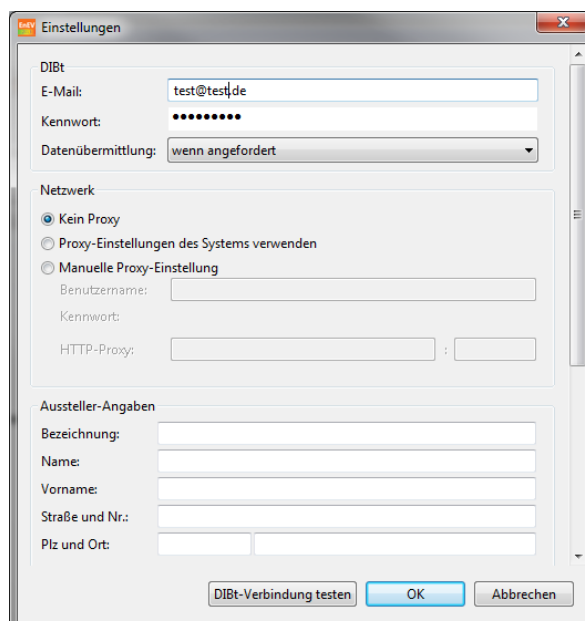 EnEV Einstellungen
DIBt
E-Mail: test@test.de
Kennwort: •••••••••
Datenübermittlung: wenn angefordert
Netzwerk
Kein Proxy
Proxy-Einstellungen des Systems verwenden
Manuelle Proxy-Einstellung
Benutzername:
Kennwort:
HTTP-Proxy: :
Aussteller-Angaben
Bezeichnung:
Name:
Vorname:
Straße und Nr.:
Plz und Ort:
DIBt-Verbindung testen OK Abbrechen